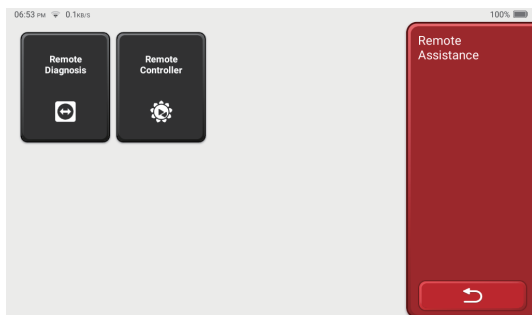 06:53 PM 0.1KB/S
100%
Remote
Diagnosis
Remote
Controller
Remote
Assistance